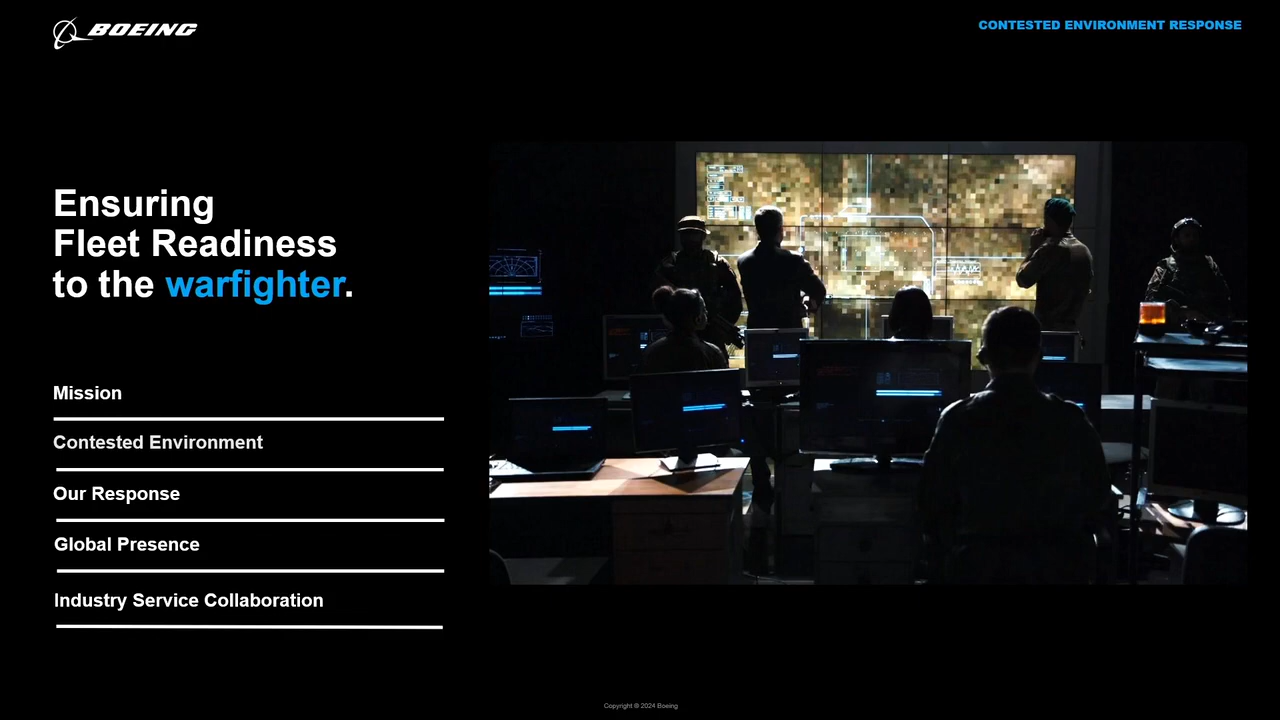 BOEING
CONTESTED ENVIRONMENT RESPONSE
Ensuring
Fleet Readiness
to the warfighter.
Mission
Contested Environment
Our Response
Global Presence
Industry Service Collaboration
Copyright © 2024 Boeing